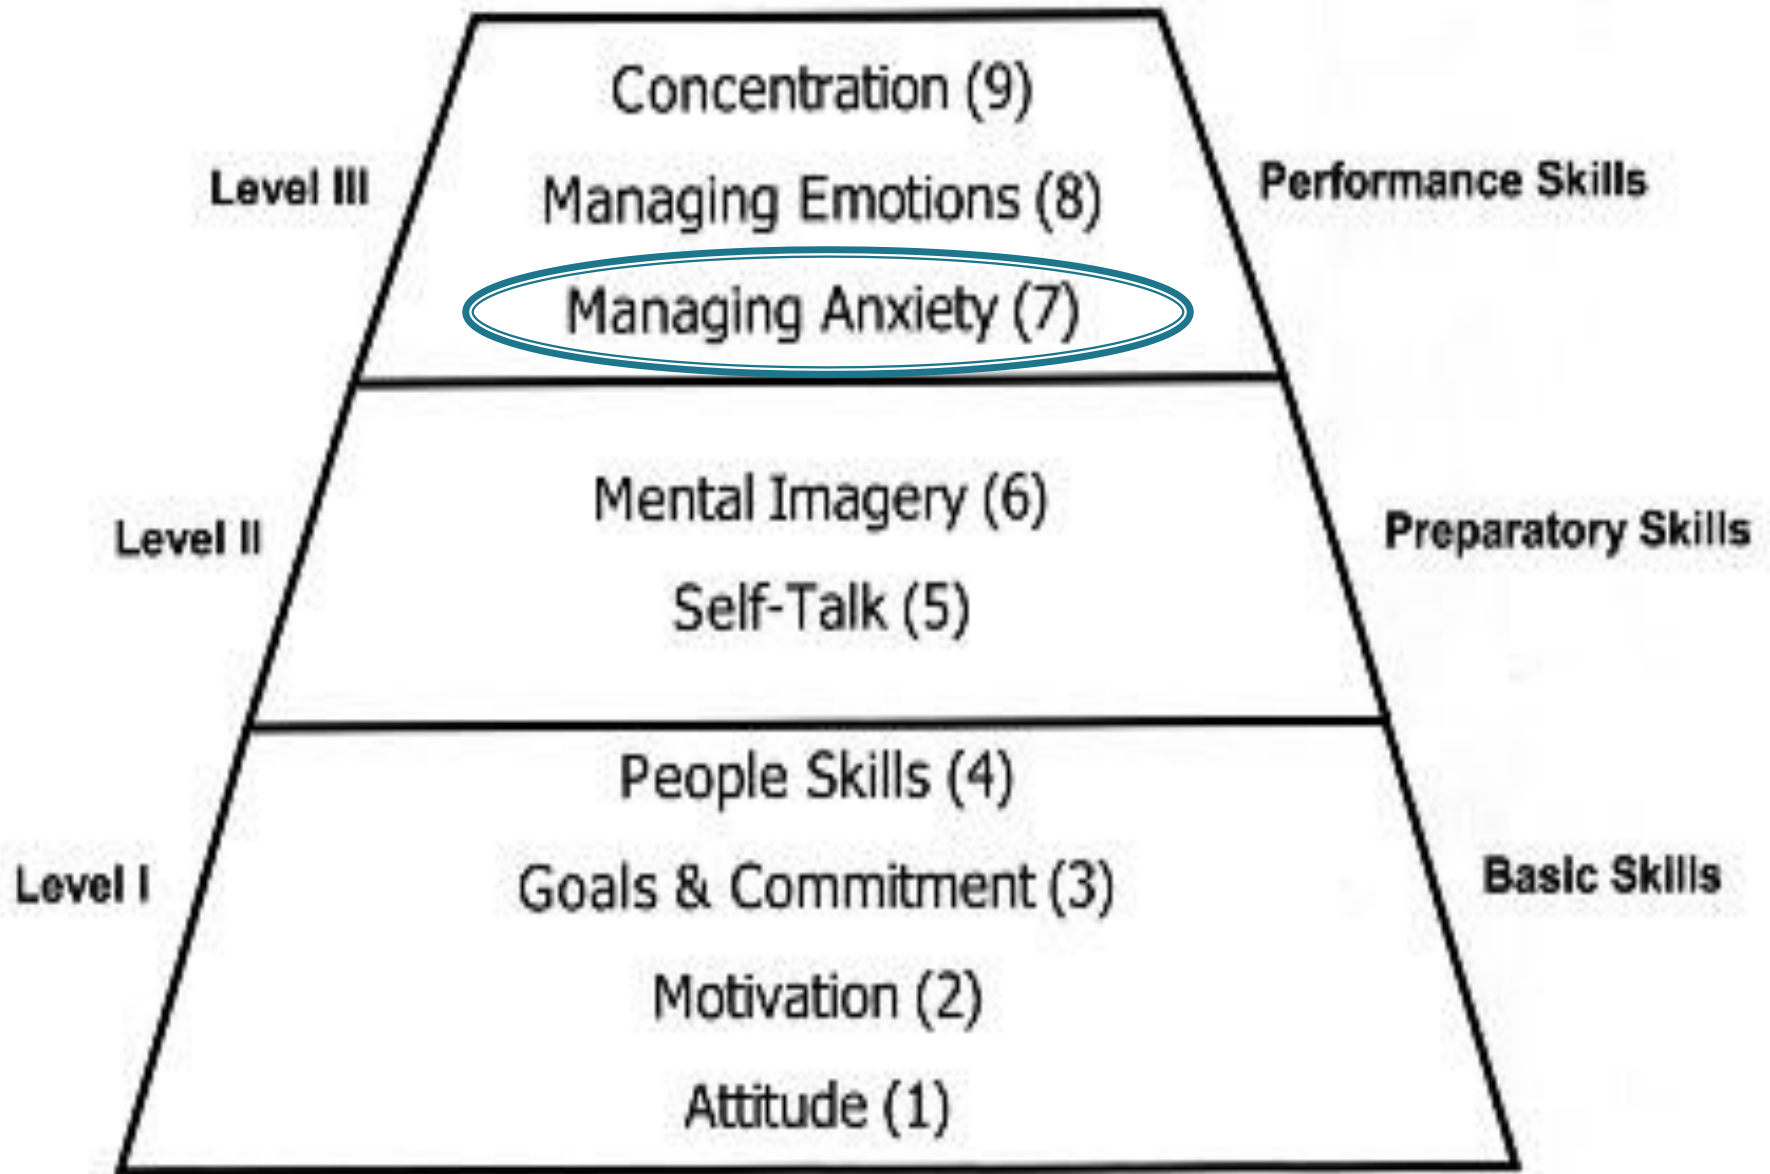 Concentration (9)
Level III
Managing Emotions (8)
Performance Skills
Managing Anxiety (7)
Mental Imagery (6)
Level II
Preparatory Skills
Self-Talk (5)
People Skills (4)
Level I
Goals & Commitment (3)
Basic Skills
Motivation (2)
Attitude (1)